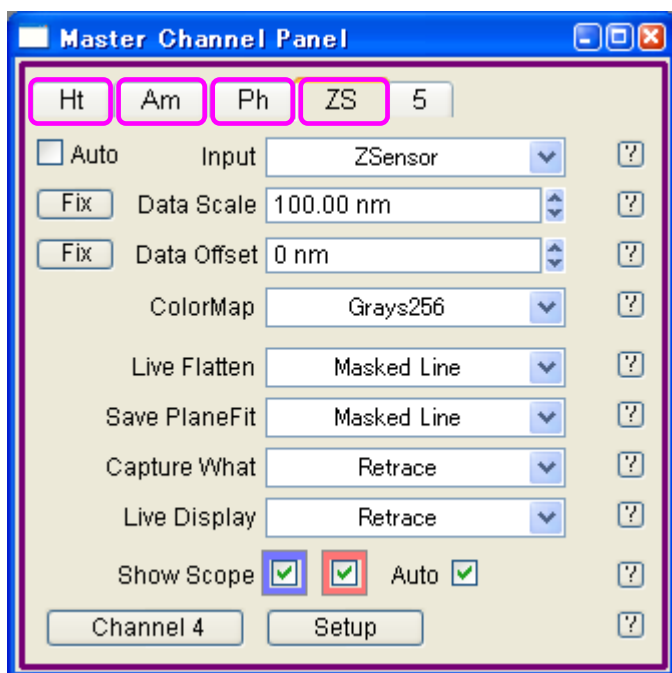 Master Channel Panel
Ht Am Ph ZS 5
Auto Input ZSensor ?
Fix Data Scale 100.00 nm ?
Fix Data Offset 0 nm ?
ColorMap Grays256 ?
Live Flatten Masked Line ?
Save PlaneFit Masked Line ?
Capture What Retrace ?
Live Display Retrace ?
Show Scope Auto ?
Channel 4 Setup ?